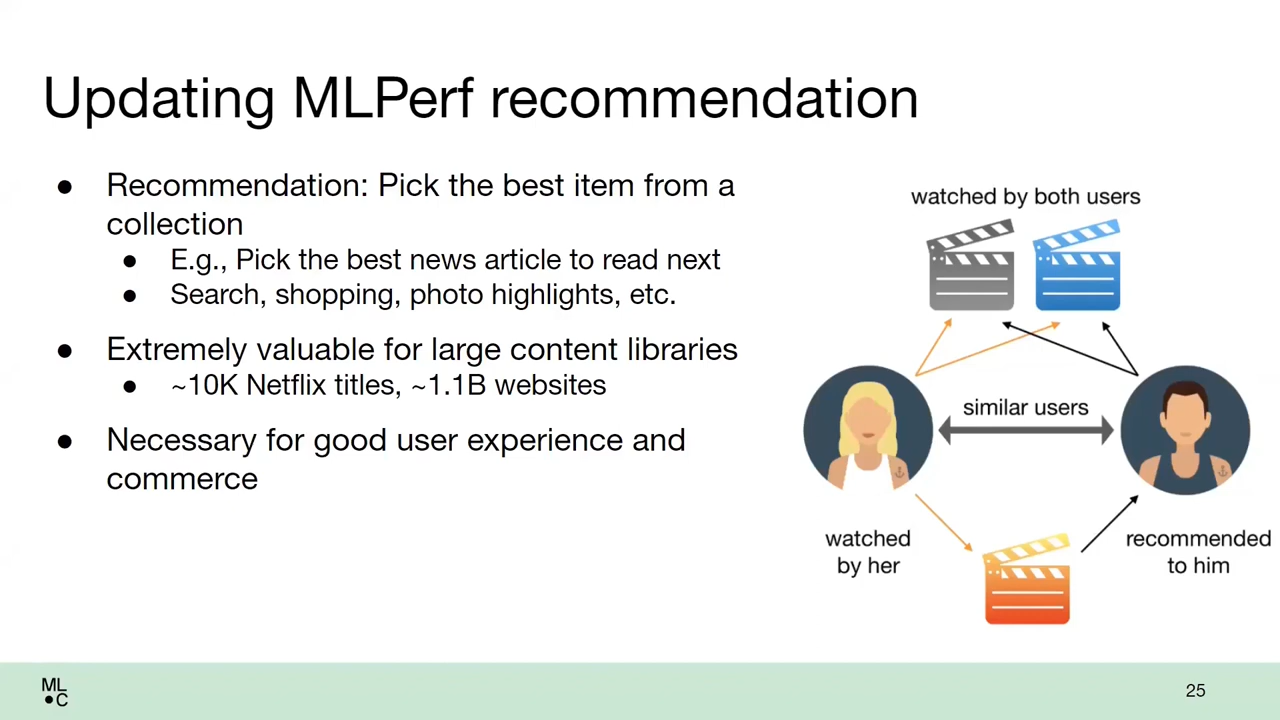 Updating MLPerf recommendation
● Recommendation: Pick the best item from a
collection
● E.g., Pick the best news article to read next
● Search, shopping, photo highlights, etc.
● Extremely valuable for large content libraries
● ~10K Netflix titles, ~1.1B websites
● Necessary for good user experience and
commerce
watched by both users
similar users
watched
by her
recommended
to him
ML
C
25